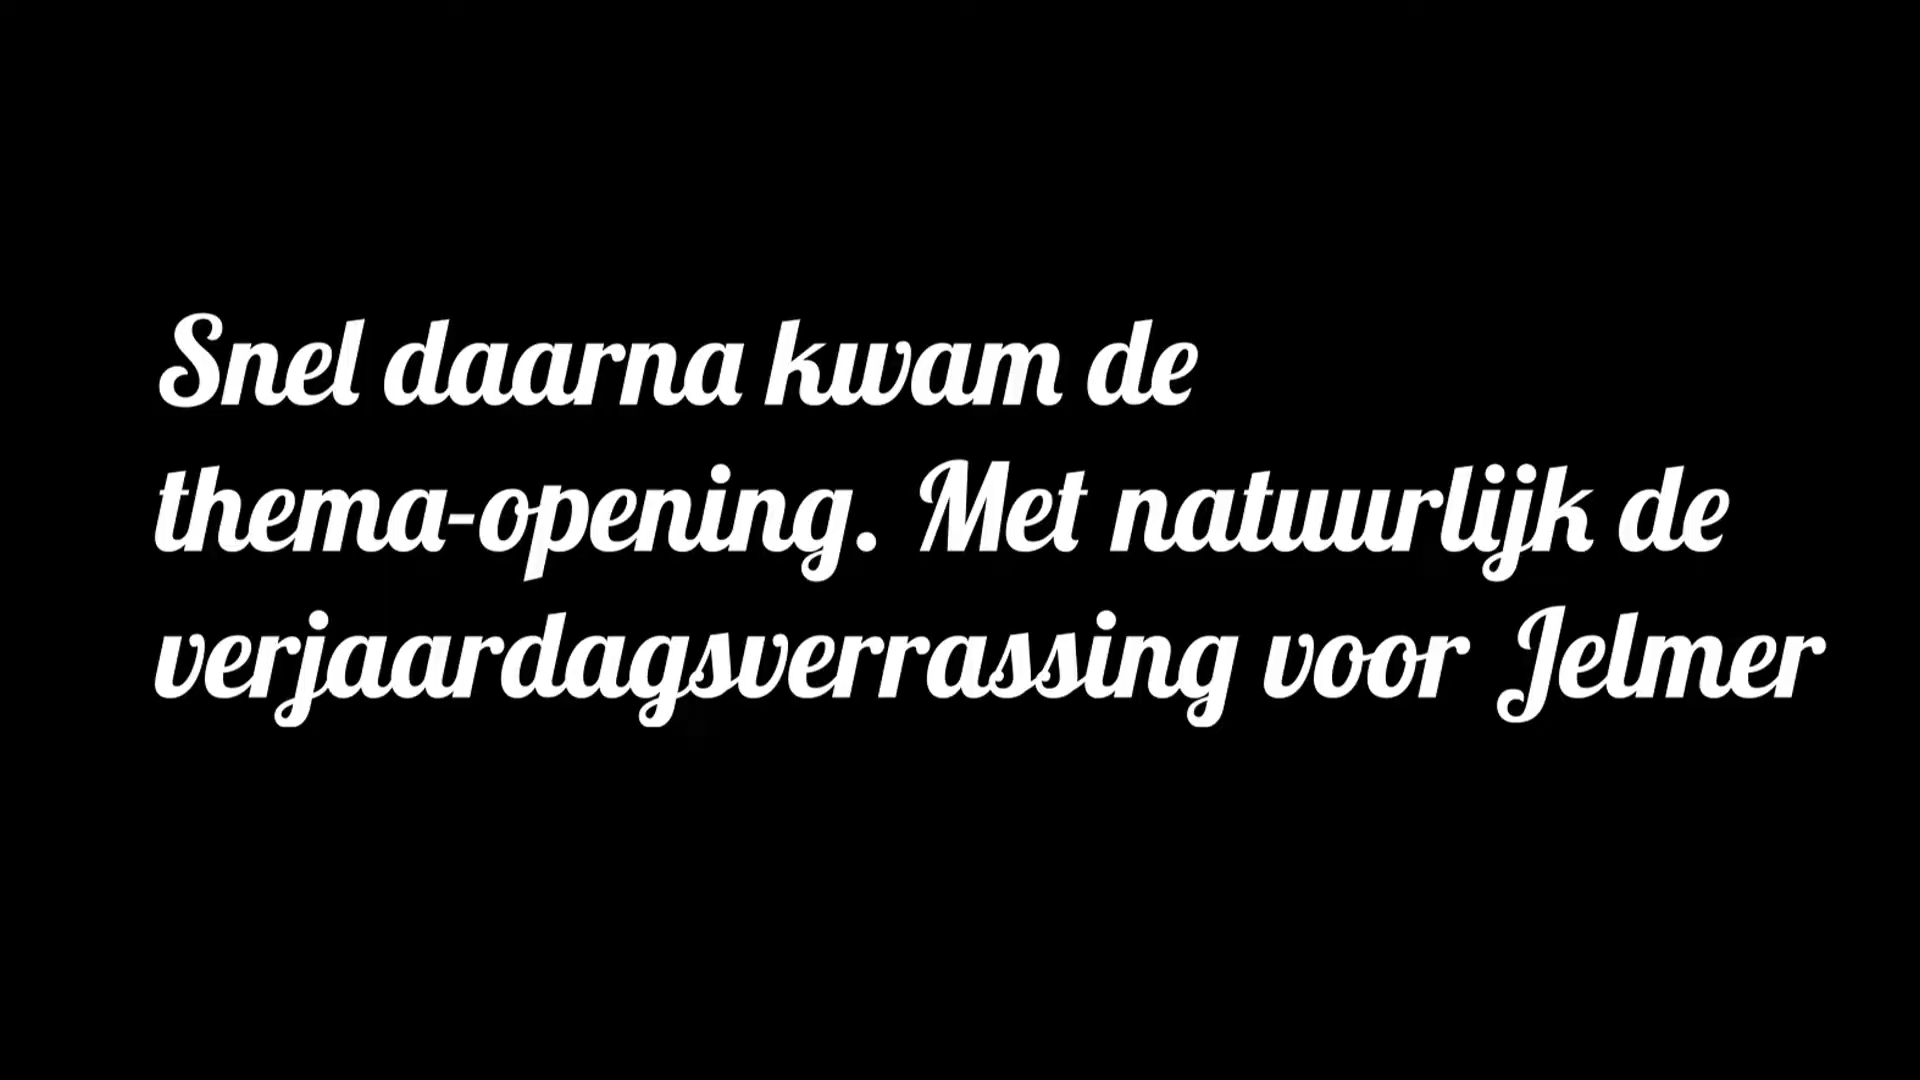 Snel daarna kwam de
thema-opening. Met natuurlijk de
verjaardagsverrassing voor Jelmer